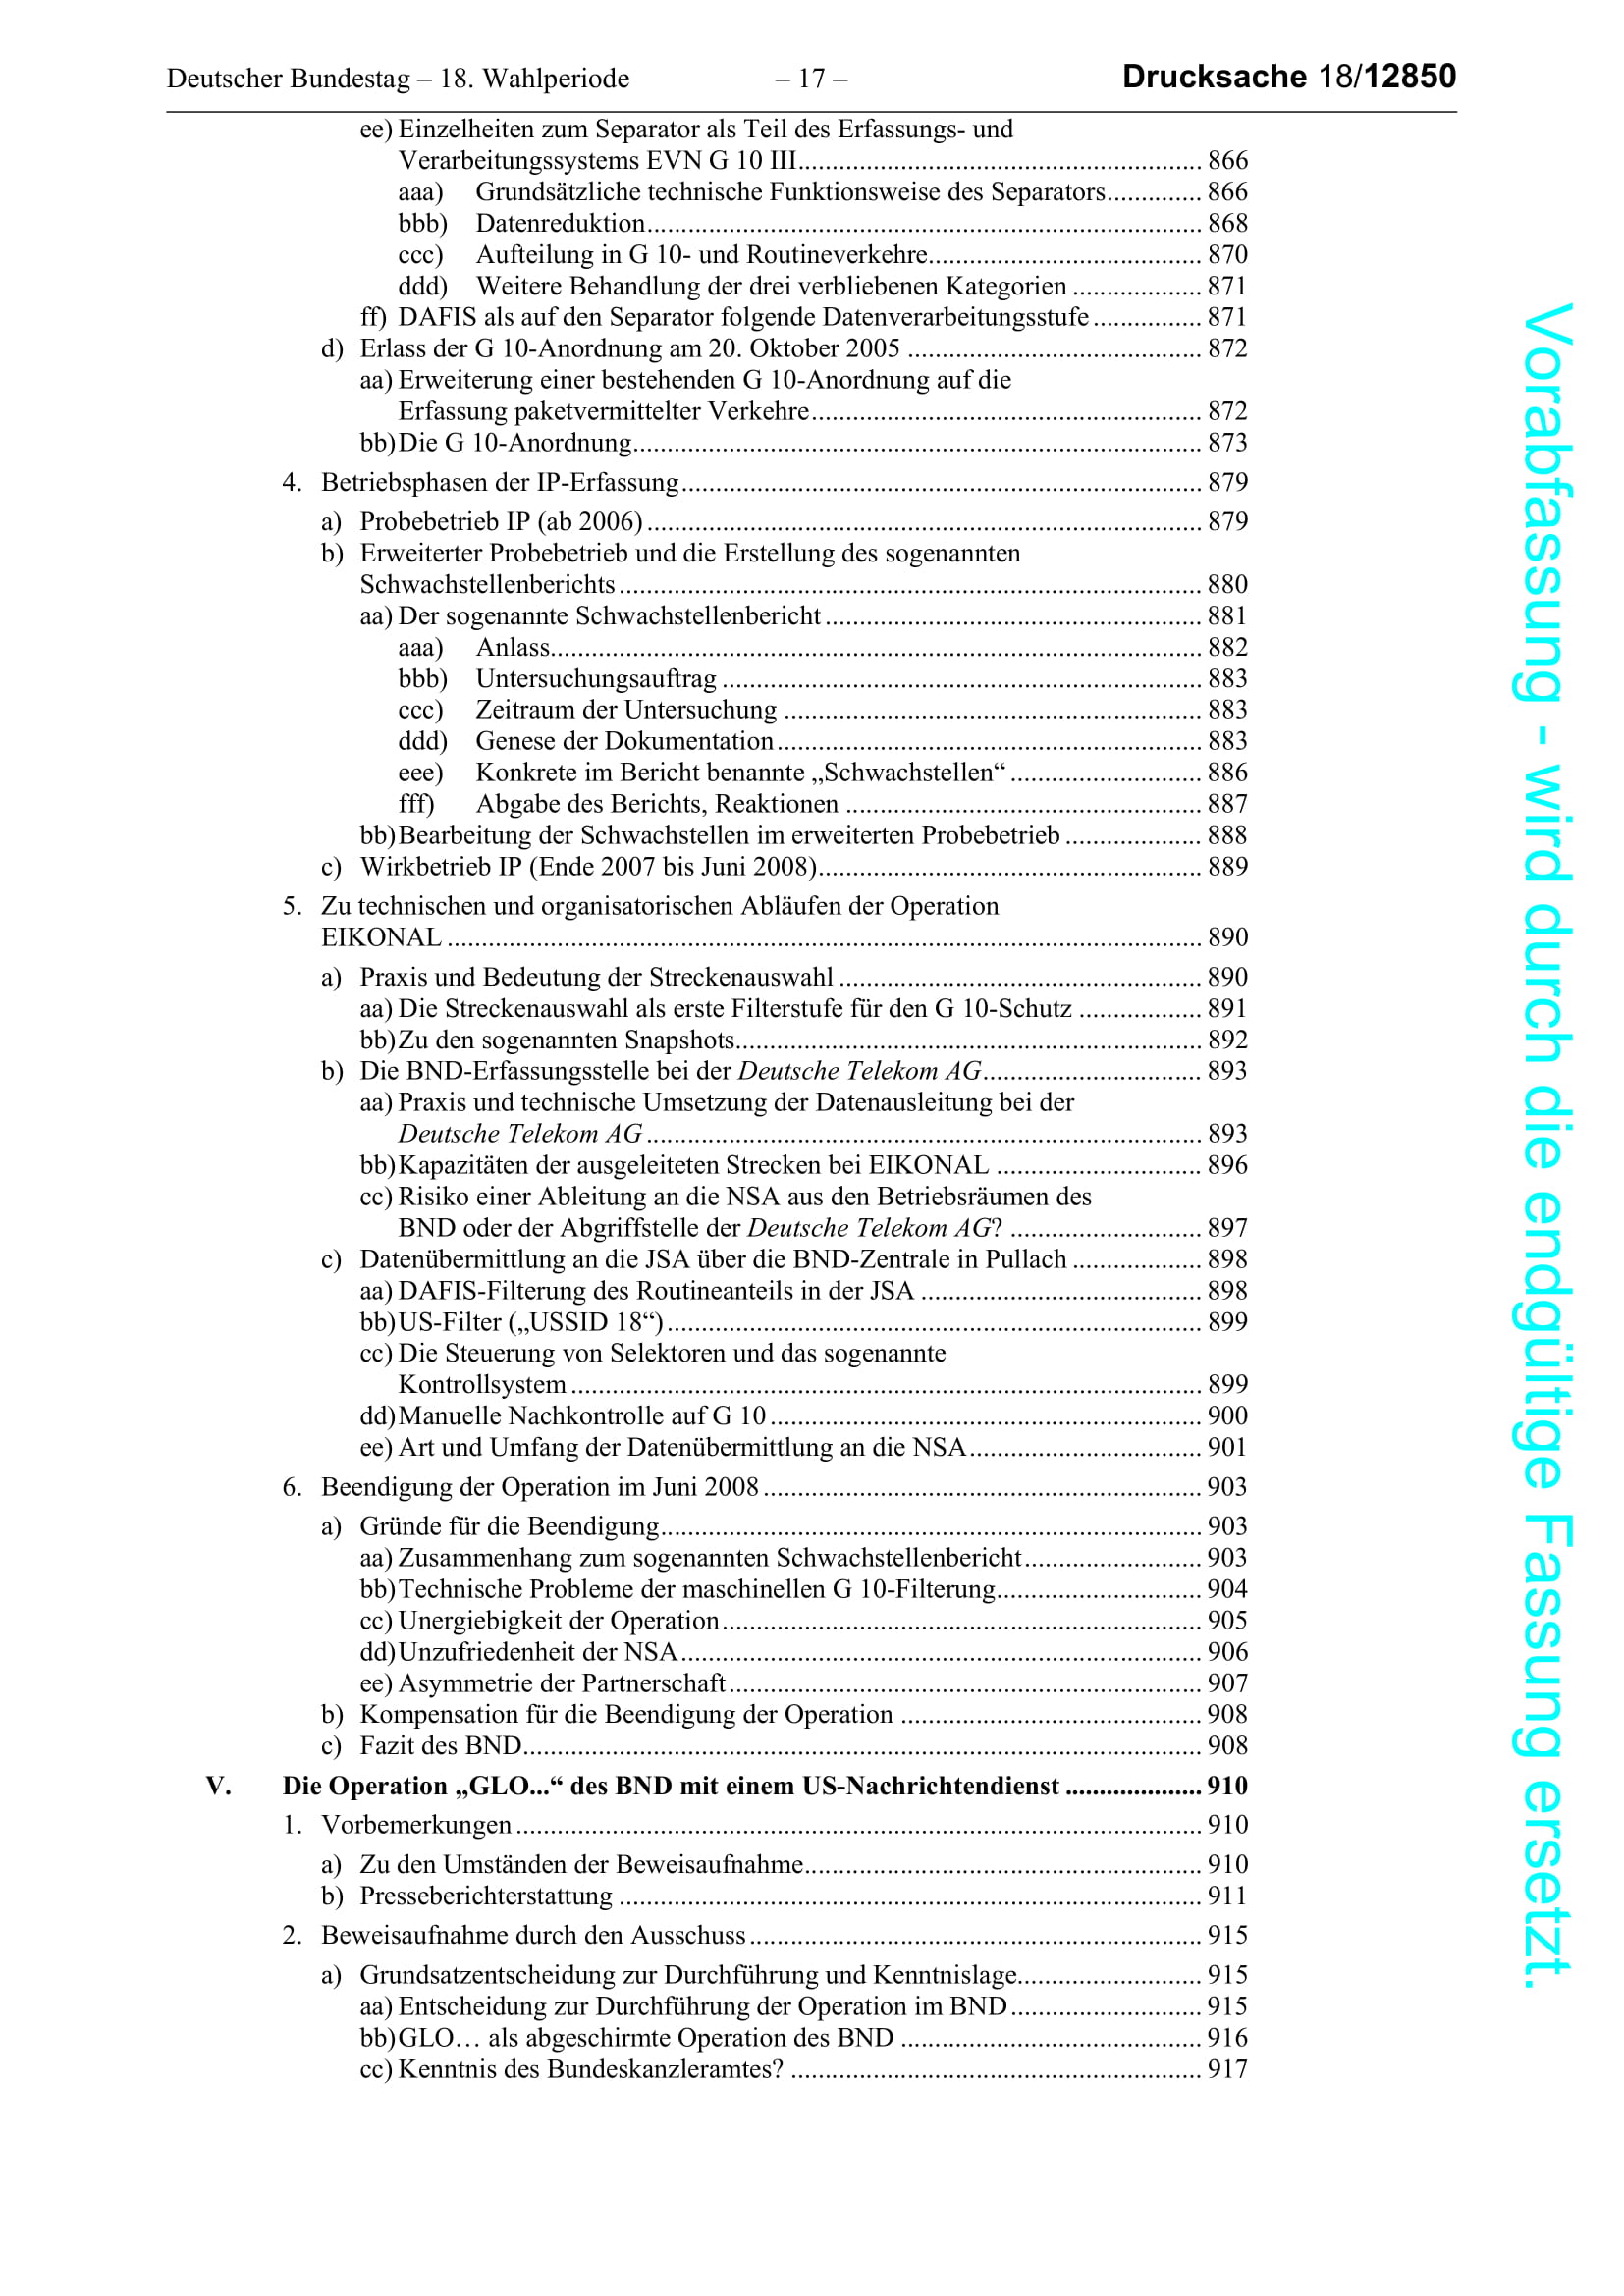 Deutscher Bundestag – 18. Wahlperiode – 17 – Drucksache 18/12850
ee) Einzelheiten zum Separator als Teil des Erfassungs- und
Verarbeitungssystems EVN G 10 III.......... 866
aaa) Grundsätzliche technische Funktionsweise des Separators.......... 866
bbb) Datenreduktion.......... 868
ccc) Aufteilung in G 10- und Routineverkehre.......... 870
ddd) Weitere Behandlung der drei verbliebenen Kategorien .......... 871
ff) DAFIS als auf den Separator folgende Datenverarbeitungsstufe .......... 871
d) Erlass der G 10-Anordnung am 20. Oktober 2005 .......... 872
aa) Erweiterung einer bestehenden G 10-Anordnung auf die
Erfassung paketvermittelter Verkehre .......... 872
bb) Die G 10-Anordnung.......... 873
4. Betriebsphasen der IP-Erfassung .......... 879
a) Probebetrieb IP (ab 2006) .......... 879
b) Erweiterter Probebetrieb und die Erstellung des sogenannten
Schwachstellenberichts .......... 880
aa) Der sogenannte Schwachstellenbericht .......... 881
aaa) Anlass.......... 882
bbb) Untersuchungsauftrag .......... 883
ccc) Zeitraum der Untersuchung .......... 883
ddd) Genese der Dokumentation .......... 883
eee) Konkrete im Bericht benannte „Schwachstellen“ .......... 886
fff) Abgabe des Berichts, Reaktionen .......... 887
bb) Bearbeitung der Schwachstellen im erweiterten Probebetrieb .......... 888
c) Wirkbetrieb IP (Ende 2007 bis Juni 2008).......... 889
5. Zu technischen und organisatorischen Abläufen der Operation
EIKONAL .......... 890
a) Praxis und Bedeutung der Streckenauswahl .......... 890
aa) Die Streckenauswahl als erste Filterstufe für den G 10-Schutz .......... 891
bb) Zu den sogenannten Snapshots.......... 892
b) Die BND-Erfassungsstelle bei der Deutsche Telekom AG.......... 893
aa) Praxis und technische Umsetzung der Datenausleitung bei der
Deutsche Telekom AG .......... 893
bb) Kapazitäten der ausgeleiteten Strecken bei EIKONAL .......... 896
cc) Risiko einer Ableitung an die NSA aus den Betriebsräumen des
BND oder der Abgriffstelle der Deutsche Telekom AG? .......... 897
c) Datenübermittlung an die JSA über die BND-Zentrale in Pullach .......... 898
aa) DAFIS-Filterung des Routineanteils in der JSA .......... 898
bb) US-Filter („USSID 18“) .......... 899
cc) Die Steuerung von Selektoren und das sogenannte
Kontrollsystem .......... 899
dd) Manuelle Nachkontrolle auf G 10 .......... 900
ee) Art und Umfang der Datenübermittlung an die NSA .......... 901
6. Beendigung der Operation im Juni 2008 .......... 903
a) Gründe für die Beendigung.......... 903
aa) Zusammenhang zum sogenannten Schwachstellenbericht .......... 903
bb) Technische Probleme der maschinellen G 10-Filterung.......... 904
cc) Unergiebigkeit der Operation .......... 905
dd) Unzufriedenheit der NSA .......... 906
ee) Asymmetrie der Partnerschaft .......... 907
b) Kompensation für die Beendigung der Operation .......... 908
c) Fazit des BND.......... 908
V. Die Operation „GLO...“ des BND mit einem US-Nachrichtendienst .......... 910
1. Vorbemerkungen .......... 910
a) Zu den Umständen der Beweisaufnahme.......... 910
b) Presseberichterstattung .......... 911
2. Beweisaufnahme durch den Ausschuss .......... 915
a) Grundsatzentscheidung zur Durchführung und Kenntnislage.......... 915
aa) Entscheidung zur Durchführung der Operation im BND .......... 915
bb) GLO… als abgeschirmte Operation des BND .......... 916
cc) Kenntnis des Bundeskanzleramtes? .......... 917
Vorabfassung - wird durch die endgültige Fassung ersetzt.